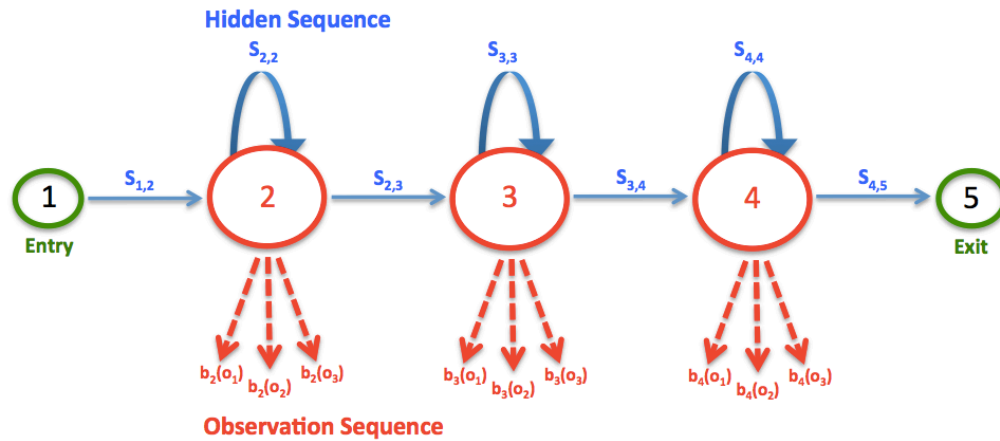 Hidden Sequence
S2,2 S3,3 S4,4
1 S1,2 2 S2,3 3 S3,4 4 S4,5 5
Entry Exit
b2(o1) b2(o2) b2(o3) b3(o1) b3(o2) b3(o3) b4(o1) b4(o2) b4(o3)
Observation Sequence